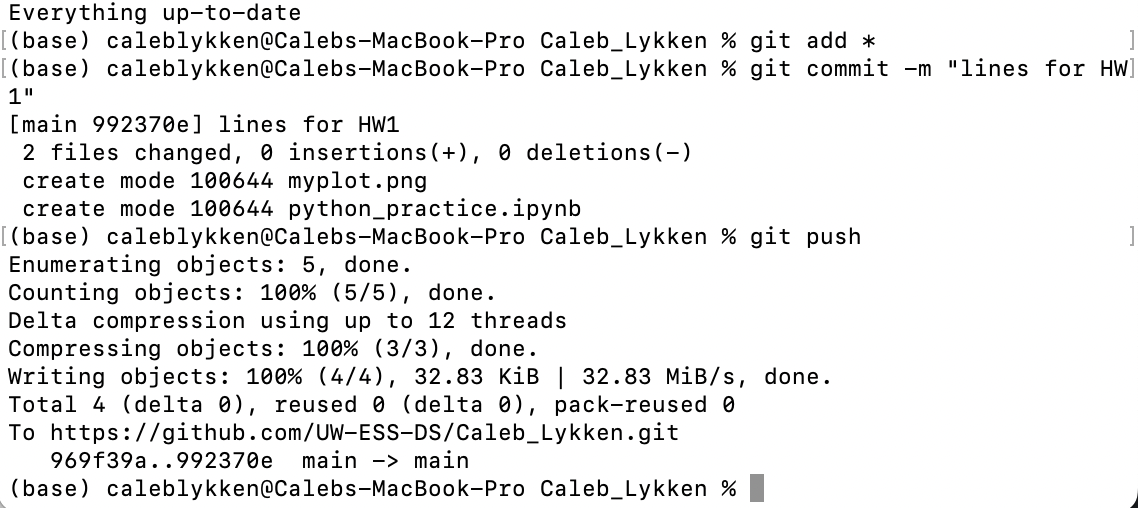 Everything up-to-date
[(base) caleblykken@Calebs-MacBook-Pro Caleb_Lykken % git add *                  ]
[(base) caleblykken@Calebs-MacBook-Pro Caleb_Lykken % git commit -m "lines for HW]
1"
[main 992370e] lines for HW1
 2 files changed, 0 insertions(+), 0 deletions(-)
 create mode 100644 myplot.png
 create mode 100644 python_practice.ipynb
[(base) caleblykken@Calebs-MacBook-Pro Caleb_Lykken % git push                   ]
Enumerating objects: 5, done.
Counting objects: 100% (5/5), done.
Delta compression using up to 12 threads
Compressing objects: 100% (3/3), done.
Writing objects: 100% (4/4), 32.83 KiB | 32.83 MiB/s, done.
Total 4 (delta 0), reused 0 (delta 0), pack-reused 0
To https://github.com/UW-ESS-DS/Caleb_Lykken.git
   969f39a..992370e  main -> main
(base) caleblykken@Calebs-MacBook-Pro Caleb_Lykken %